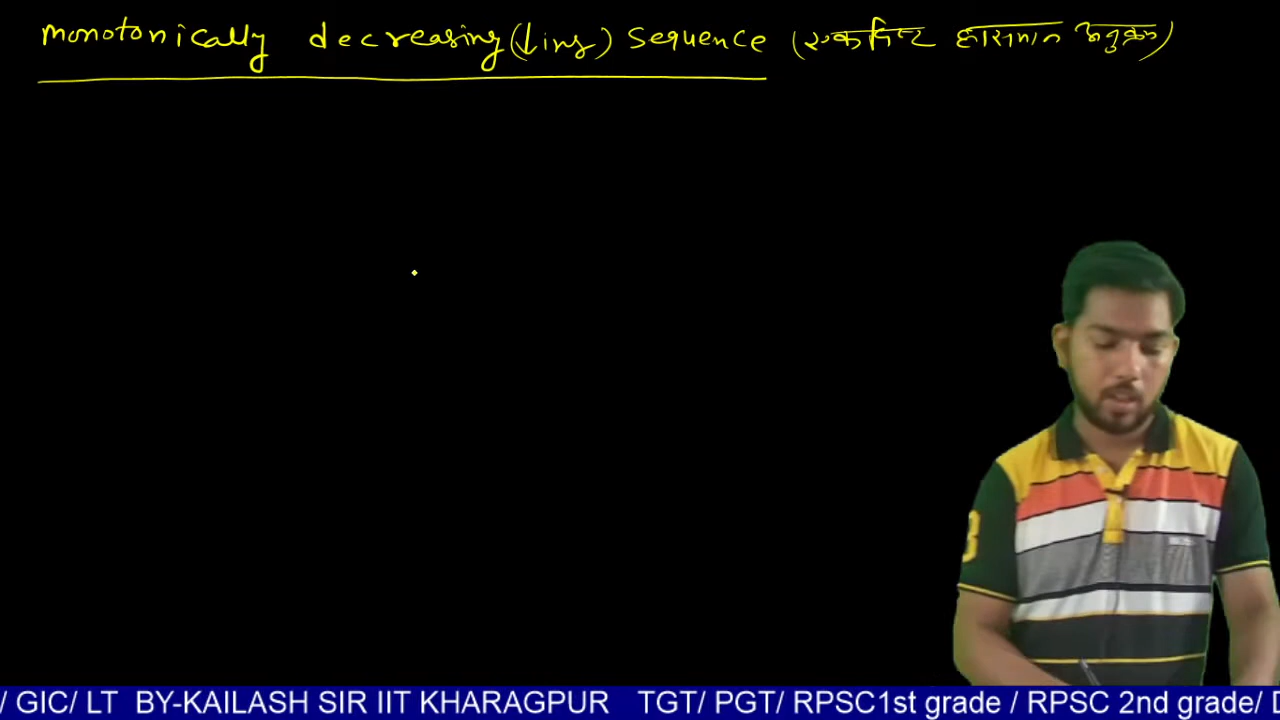 monotonically decreasing (↓ing) sequence (एकदिष्ट ह्रासमान अनुक्रम)
/ GIC/ LT BY-KAILASH SIR IIT KHARAGPUR TGT/ PGT/ RPSC1st grade / RPSC 2nd grade/